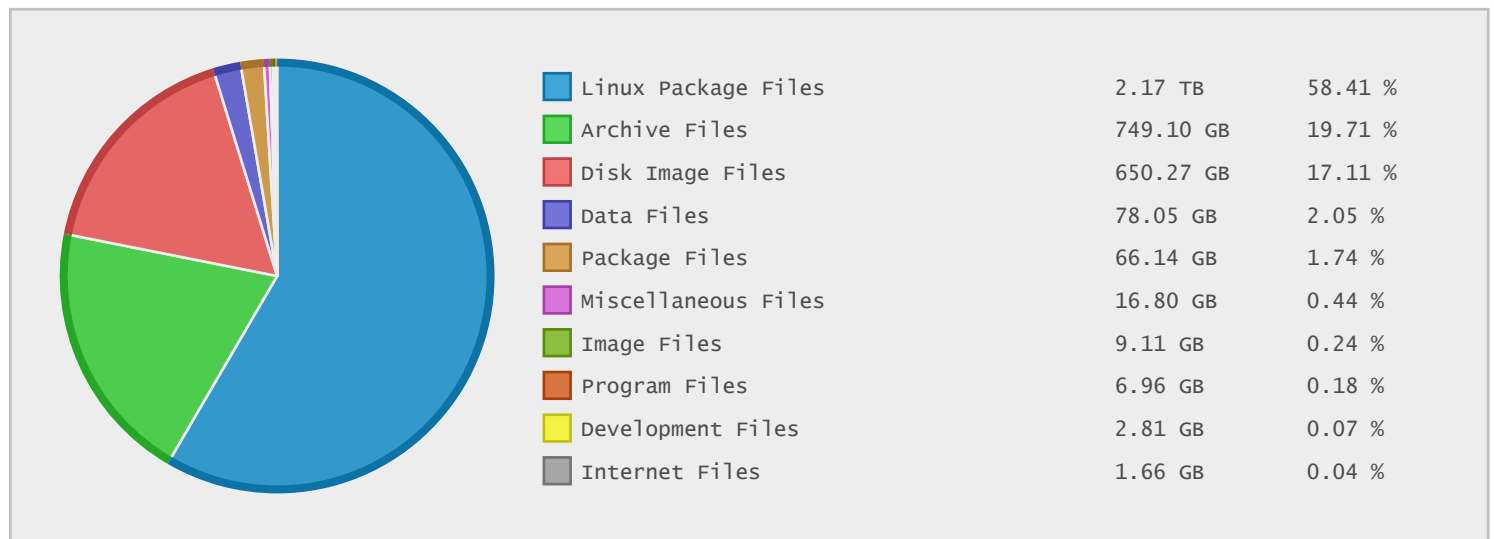 Linux Package Files 2.17 TB 58.41 %
Archive Files 749.10 GB 19.71 %
Disk Image Files 650.27 GB 17.11 %
Data Files 78.05 GB 2.05 %
Package Files 66.14 GB 1.74 %
Miscellaneous Files 16.80 GB 0.44 %
Image Files 9.11 GB 0.24 %
Program Files 6.96 GB 0.18 %
Development Files 2.81 GB 0.07 %
Internet Files 1.66 GB 0.04 %